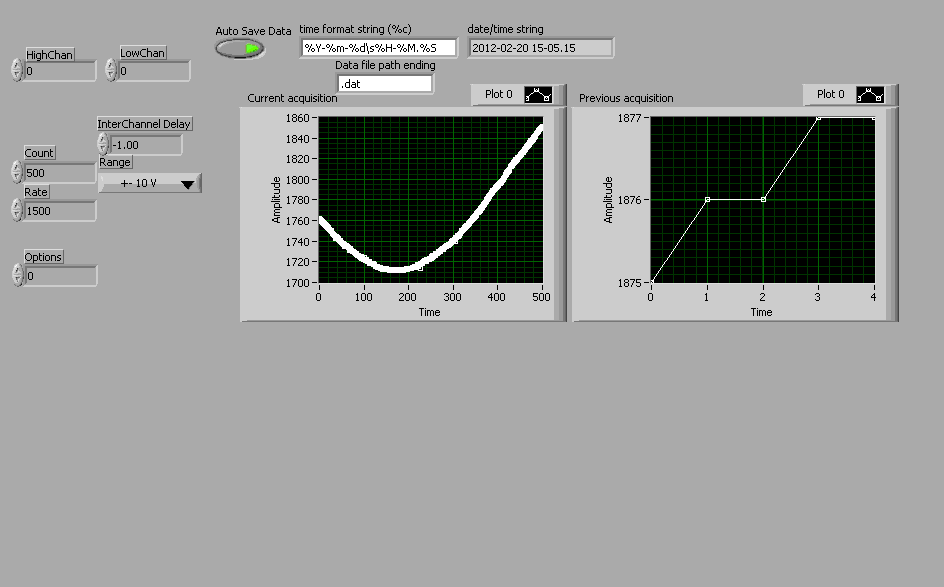 Auto Save Data
time format string (%c)
%Y-%m-%d\s%H-%M.%S
date/time string
2012-02-20 15-05.15
HighChan
0
LowChan
0
Data file path ending
.dat
InterChannel Delay
-1.00
Count
500
Range
+- 10 V
Rate
1500
Options
0
Current acquisition
Plot 0
Amplitude
1860
1840
1820
1800
1780
1760
1740
1720
1700
0 100 200 300 400 500
Time
Previous acquisition
Plot 0
Amplitude
1877
1876
1875
0 1 2 3 4
Time